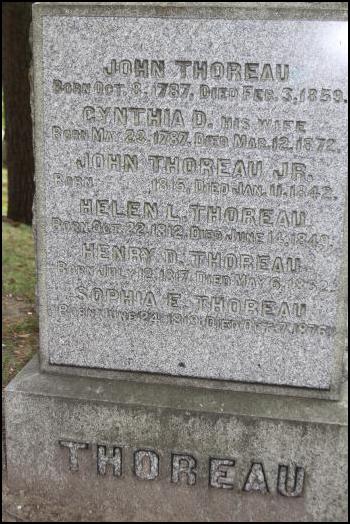 JOHN THOREAU
BORN OCT. 8, 1787, DIED FEB. 3, 1859.
CYNTHIA D. HIS WIFE
BORN MAY 28, 1787. DIED MAR. 12, 1872.
JOHN THOREAU JR.
BORN 1815, DIED JAN. 11, 1842.
HELEN L. THOREAU
BORN OCT. 22, 1812, DIED JUNE 14, 1849.
HENRY D. THOREAU
BORN JULY 12, 1817. DIED MAY 6, 1862.
SOPHIA E. THOREAU
BORN JUNE 24, 1819. DIED OCT. 7, 1876.
THOREAU